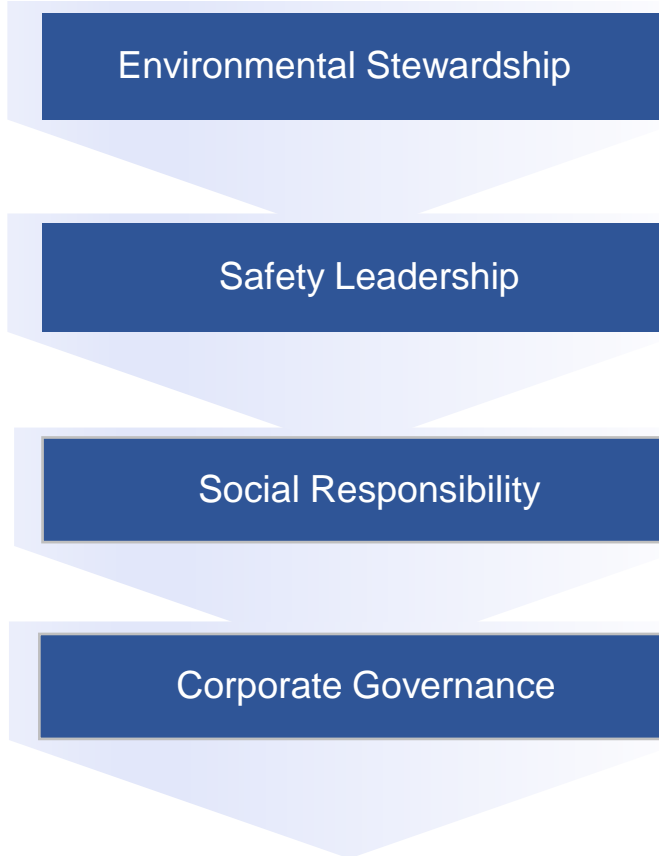 Environmental Stewardship
Safety Leadership
Social Responsibility
Corporate Governance